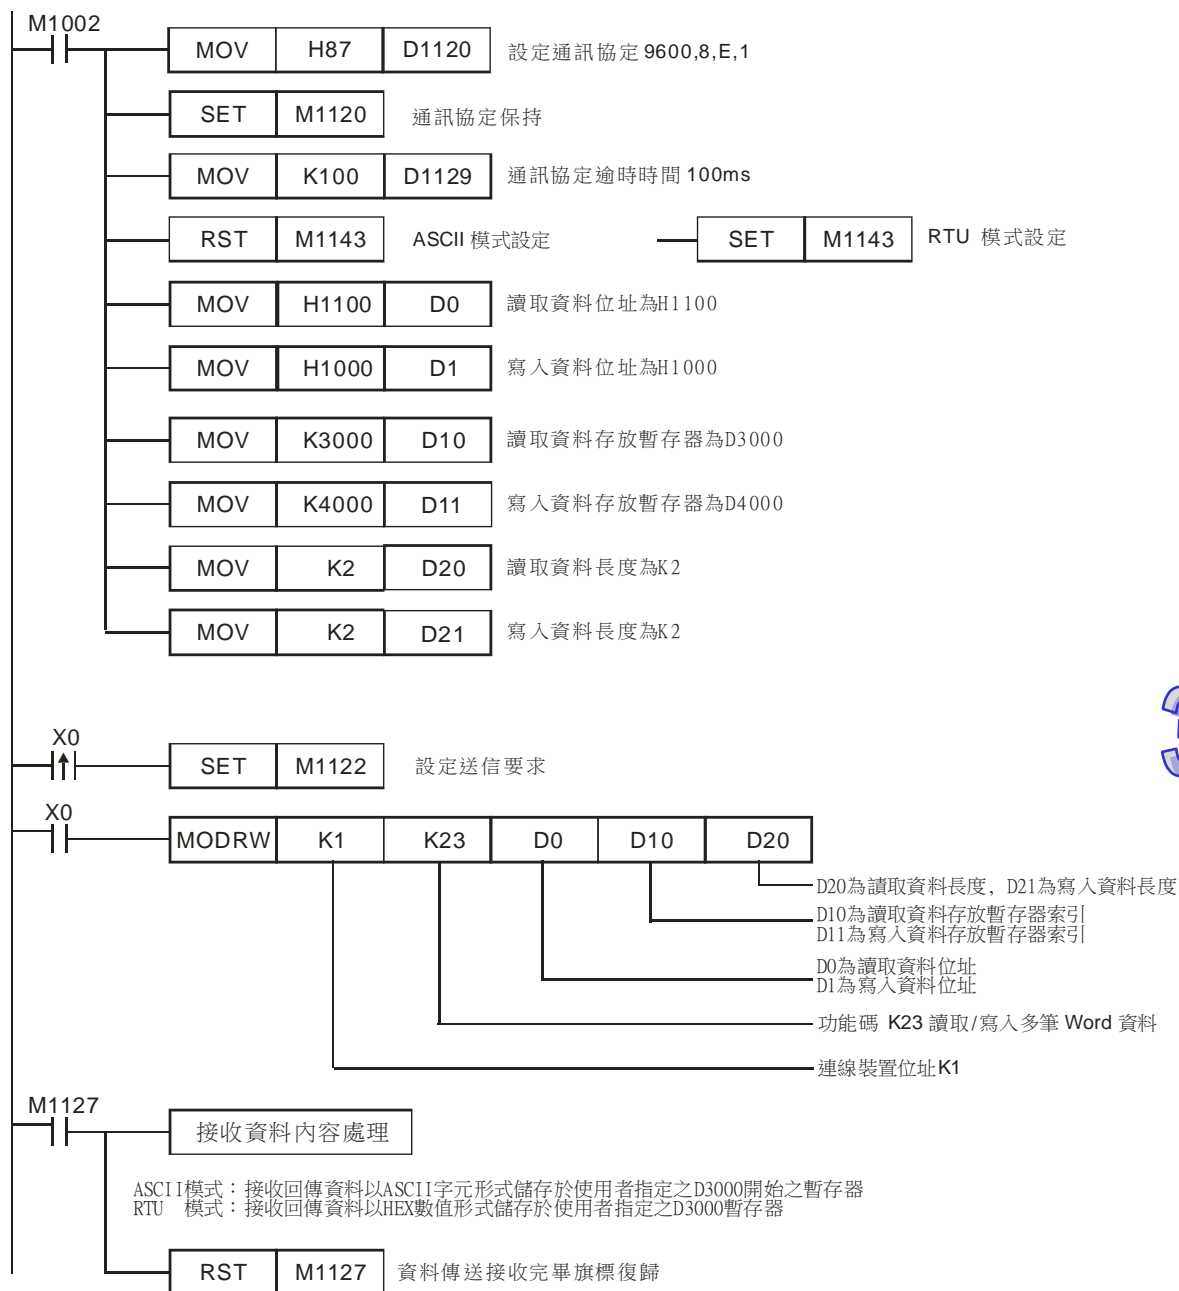 M1002
MOV H87 D1120 設定通訊協定 9600,8,E,1
SET M1120 通訊協定保持
MOV K100 D1129 通訊協定逾時時間 100ms
RST M1143 ASCII 模式設定 SET M1143 RTU 模式設定
MOV H1100 D0 讀取資料位址為H1100
MOV H1000 D1 寫入資料位址為H1000
MOV K3000 D10 讀取資料存放暫存器為D3000
MOV K4000 D11 寫入資料存放暫存器為D4000
MOV K2 D20 讀取資料長度為K2
MOV K2 D21 寫入資料長度為K2
3
X0
SET M1122 設定送信要求
X0
MODRW K1 K23 D0 D10 D20
D20為讀取資料長度, D21為寫入資料長度
D10為讀取資料存放暫存器索引
D11為寫入資料存放暫存器索引
D0為讀取資料位址
D1為寫入資料位址
功能碼 K23 讀取/寫入多筆 Word 資料
連線裝置位址K1
M1127
接收資料內容處理
ASCII模式：接收回傳資料以ASCII字元形式儲存於使用者指定之D3000開始之暫存器
RTU 模式：接收回傳資料以HEX數值形式儲存於使用者指定之D3000暫存器
RST M1127 資料傳送接收完畢旗標復歸